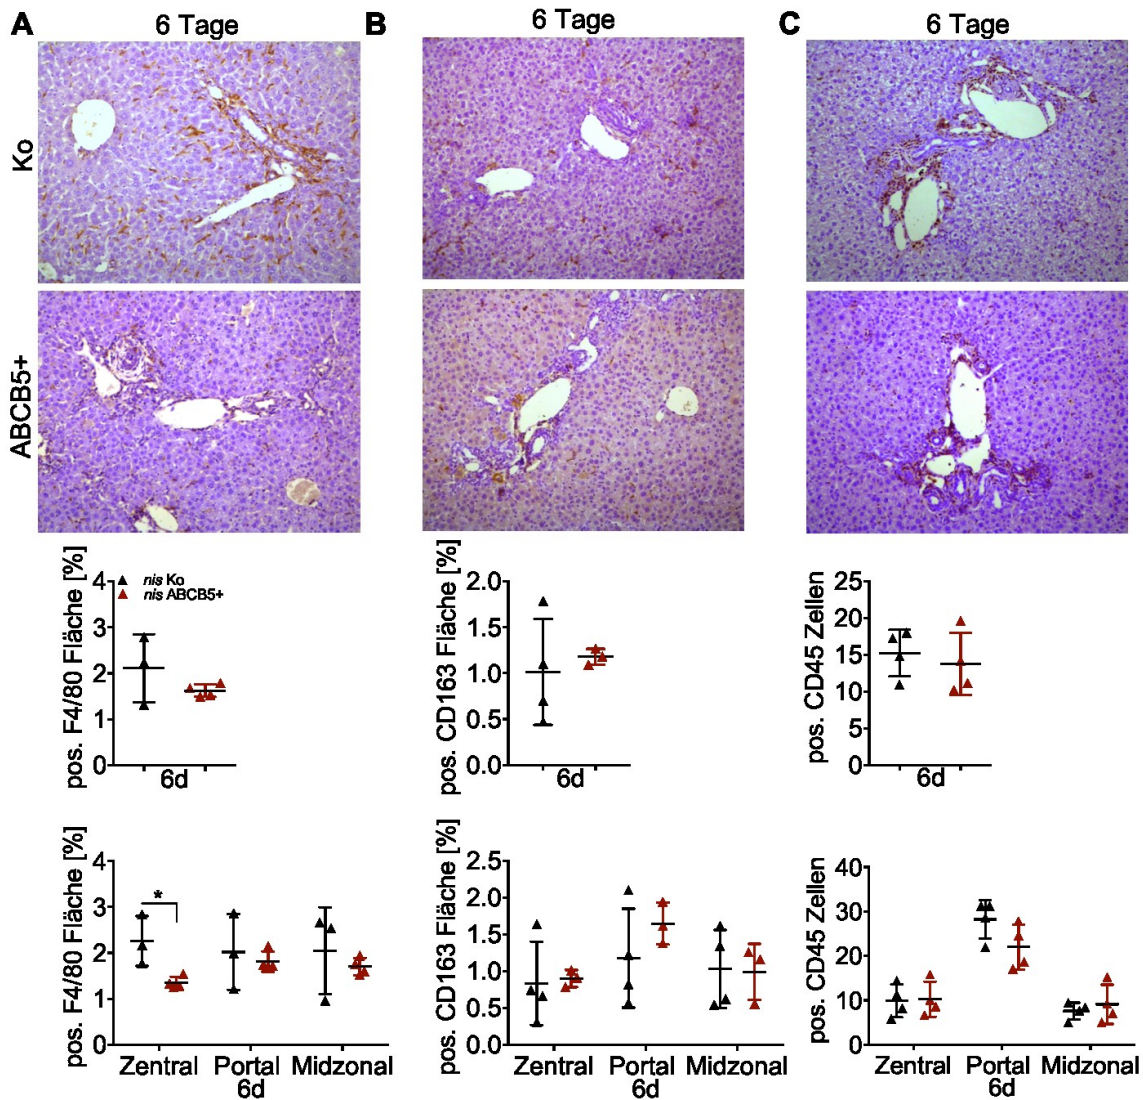 A
6 Tage
B
6 Tage
C
6 Tage
Ko
ABCB5+
pos. F4/80 Fläche [%]
4
3
2
1
0
nis Ko
nis ABCB5+
6d
pos. CD163 Fläche [%]
2.0
1.5
1.0
0.5
0.0
6d
pos. CD45 Zellen
25
20
15
10
5
0
6d
pos. F4/80 Fläche [%]
4
3
2
1
0
*
Zentral Portal Midzonal
6d
pos. CD163 Fläche [%]
2.5
2.0
1.5
1.0
0.5
0.0
Zentral Portal Midzonal
6d
pos. CD45 Zellen
40
30
20
10
0
Zentral Portal Midzonal
6d